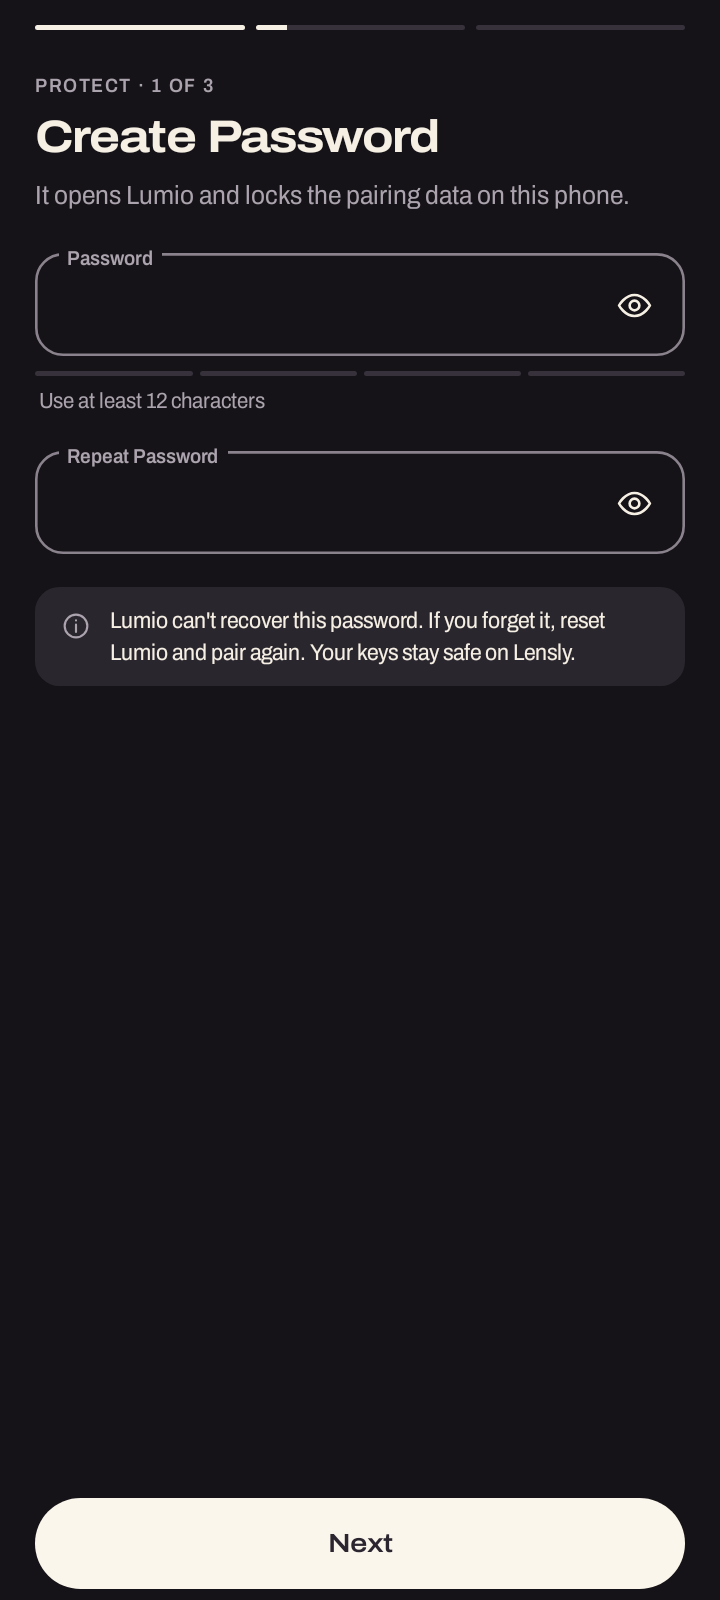 PROTECT · 1 OF 3
Create Password
It opens Lumio and locks the pairing data on this phone.
Password
Use at least 12 characters
Repeat Password
Lumio can't recover this password. If you forget it, reset
Lumio and pair again. Your keys stay safe on Lensly.
Next